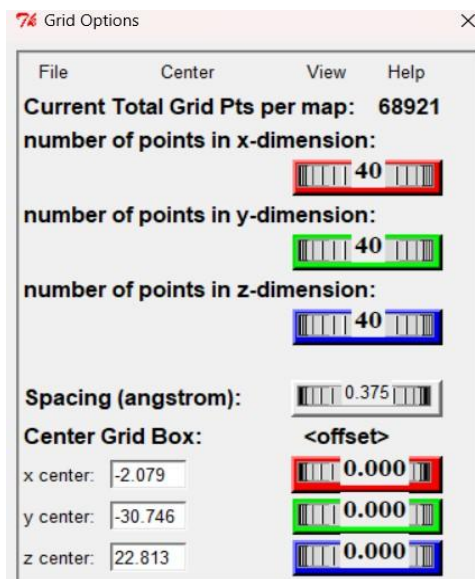 Grid Options
File Center View Help
Current Total Grid Pts per map: 68921
number of points in x-dimension:
40
number of points in y-dimension:
40
number of points in z-dimension:
40
Spacing (angstrom): 0.375
Center Grid Box: <offset>
x center: -2.079 0.000
y center: -30.746 0.000
z center: 22.813 0.000